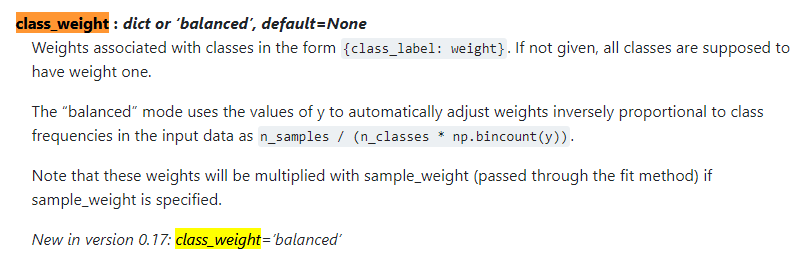 class_weight : dict or ‘balanced’, default=None
Weights associated with classes in the form {class_label: weight}. If not given, all classes are supposed to
have weight one.
The “balanced” mode uses the values of y to automatically adjust weights inversely proportional to class
frequencies in the input data as n_samples / (n_classes * np.bincount(y)).
Note that these weights will be multiplied with sample_weight (passed through the fit method) if
sample_weight is specified.
New in version 0.17: class_weight=’balanced’